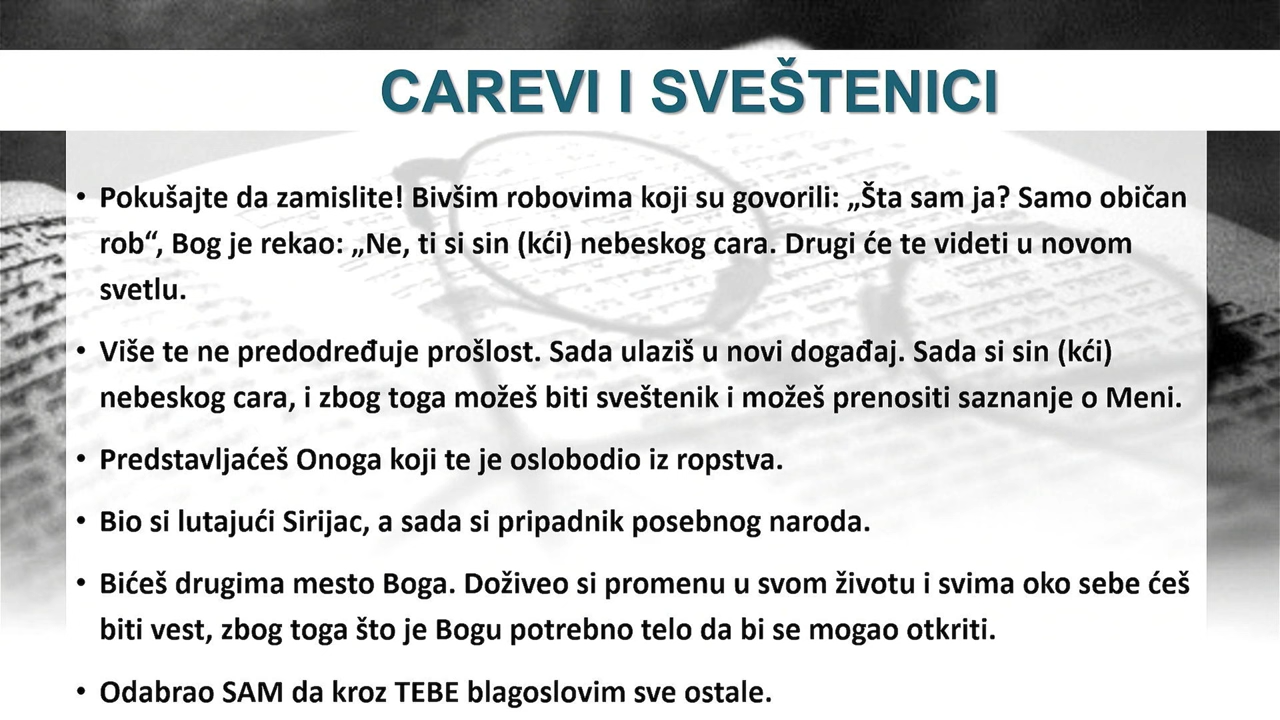 CAREVI I SVEŠTENICI
• Pokušajte da zamislite! Bivšim robovima koji su govorili: „Šta sam ja? Samo običan
rob“, Bog je rekao: „Ne, ti si sin (kći) nebeskog cara. Drugi će te videti u novom
svetlu.
• Više te ne predodređuje prošlost. Sada ulaziš u novi događaj. Sada si sin (kći)
nebeskog cara, i zbog toga možeš biti sveštenik i možeš prenositi saznanje o Meni.
• Predstavljaćeš Onoga koji te je oslobodio iz ropstva.
• Bio si lutajući Sirijac, a sada si pripadnik posebnog naroda.
• Bićeš drugima mesto Boga. Doživeo si promenu u svom životu i svima oko sebe ćeš
biti vest, zbog toga što je Bogu potrebno telo da bi se mogao otkriti.
• Odabrao SAM da kroz TEBE blagoslovim sve ostale.